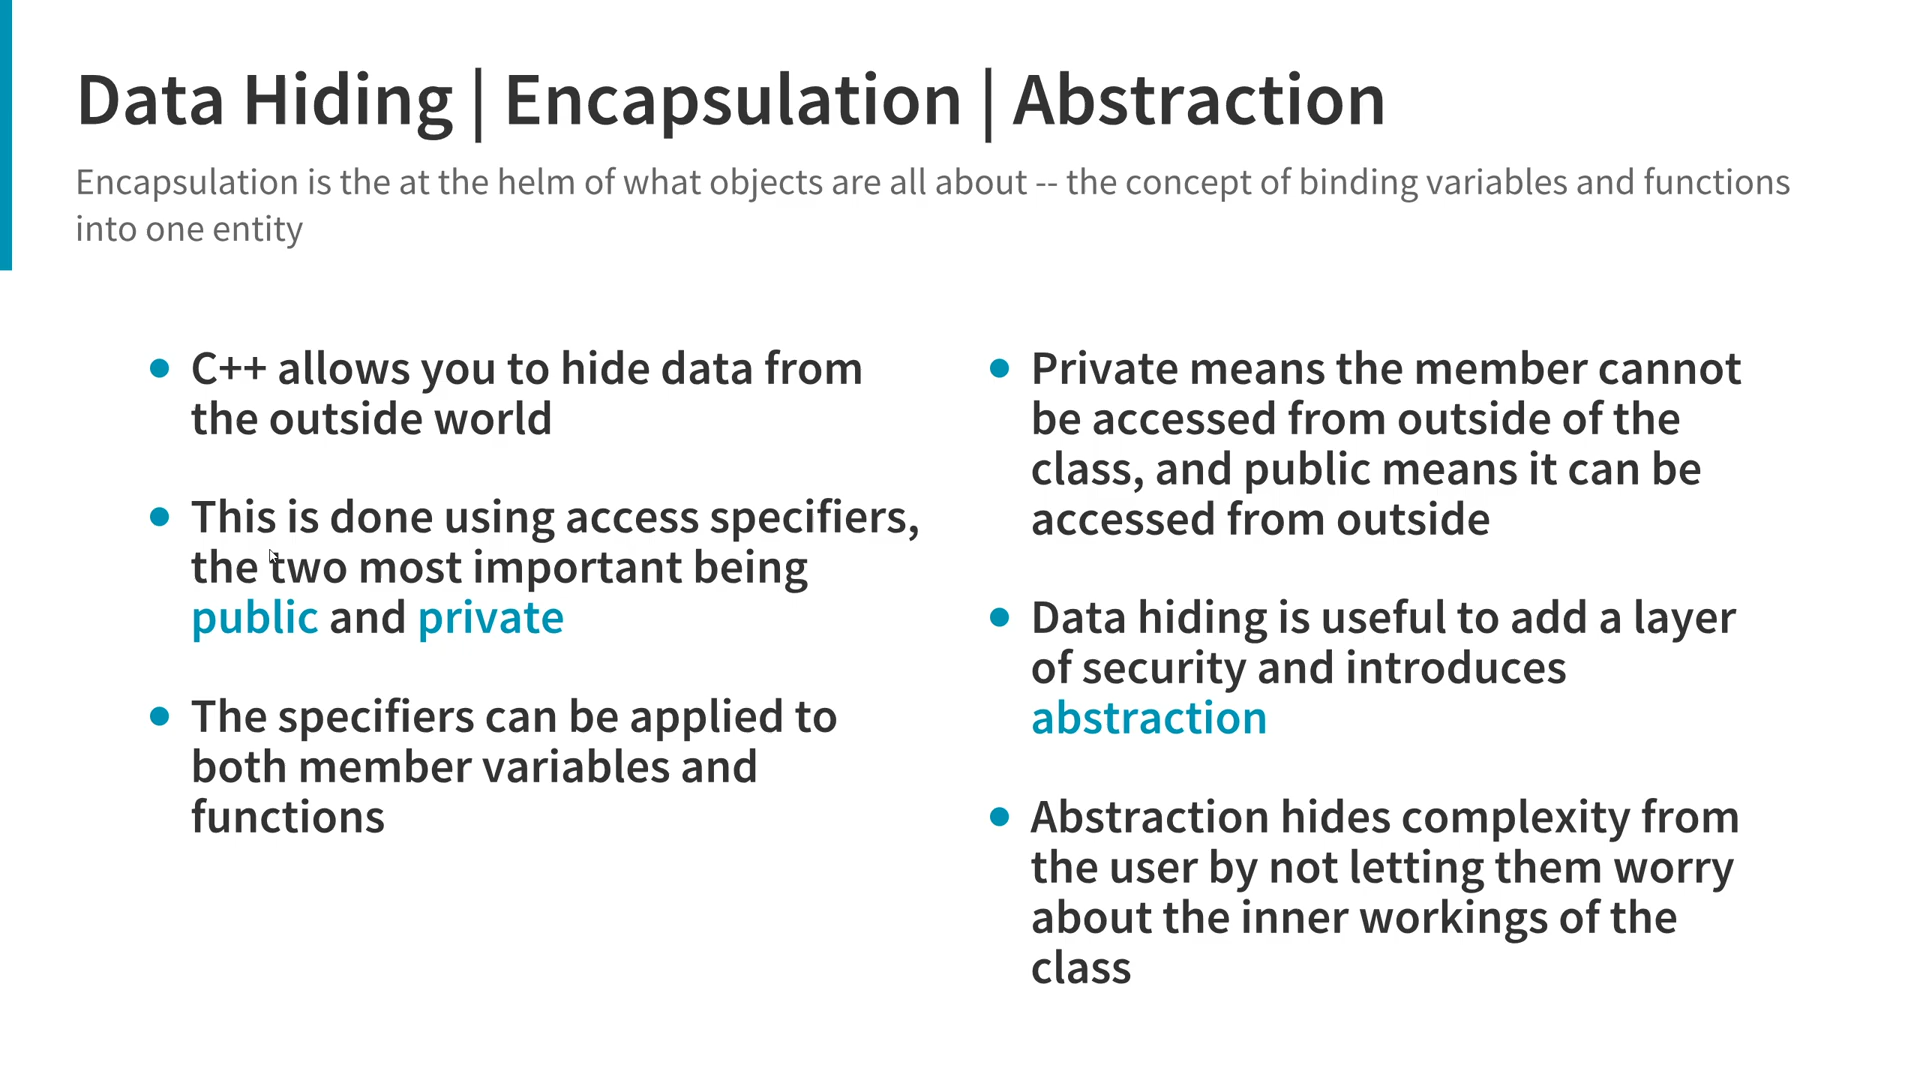 Data Hiding | Encapsulation | Abstraction
Encapsulation is the at the helm of what objects are all about -- the concept of binding variables and functions
into one entity
• C++ allows you to hide data from
the outside world
• This is done using access specifiers,
the two most important being
public and private
• The specifiers can be applied to
both member variables and
functions
• Private means the member cannot
be accessed from outside of the
class, and public means it can be
accessed from outside
• Data hiding is useful to add a layer
of security and introduces
abstraction
• Abstraction hides complexity from
the user by not letting them worry
about the inner workings of the
class